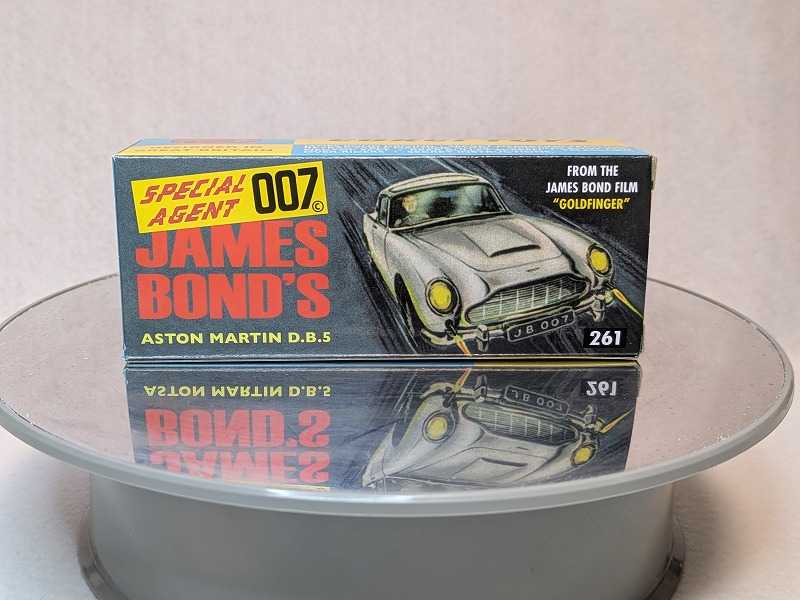 SPECIAL
AGENT 007
©
JAMES
BOND'S
ASTON MARTIN D.B.5
FROM THE
JAMES BOND FILM
"GOLDFINGER"
JB 007
261